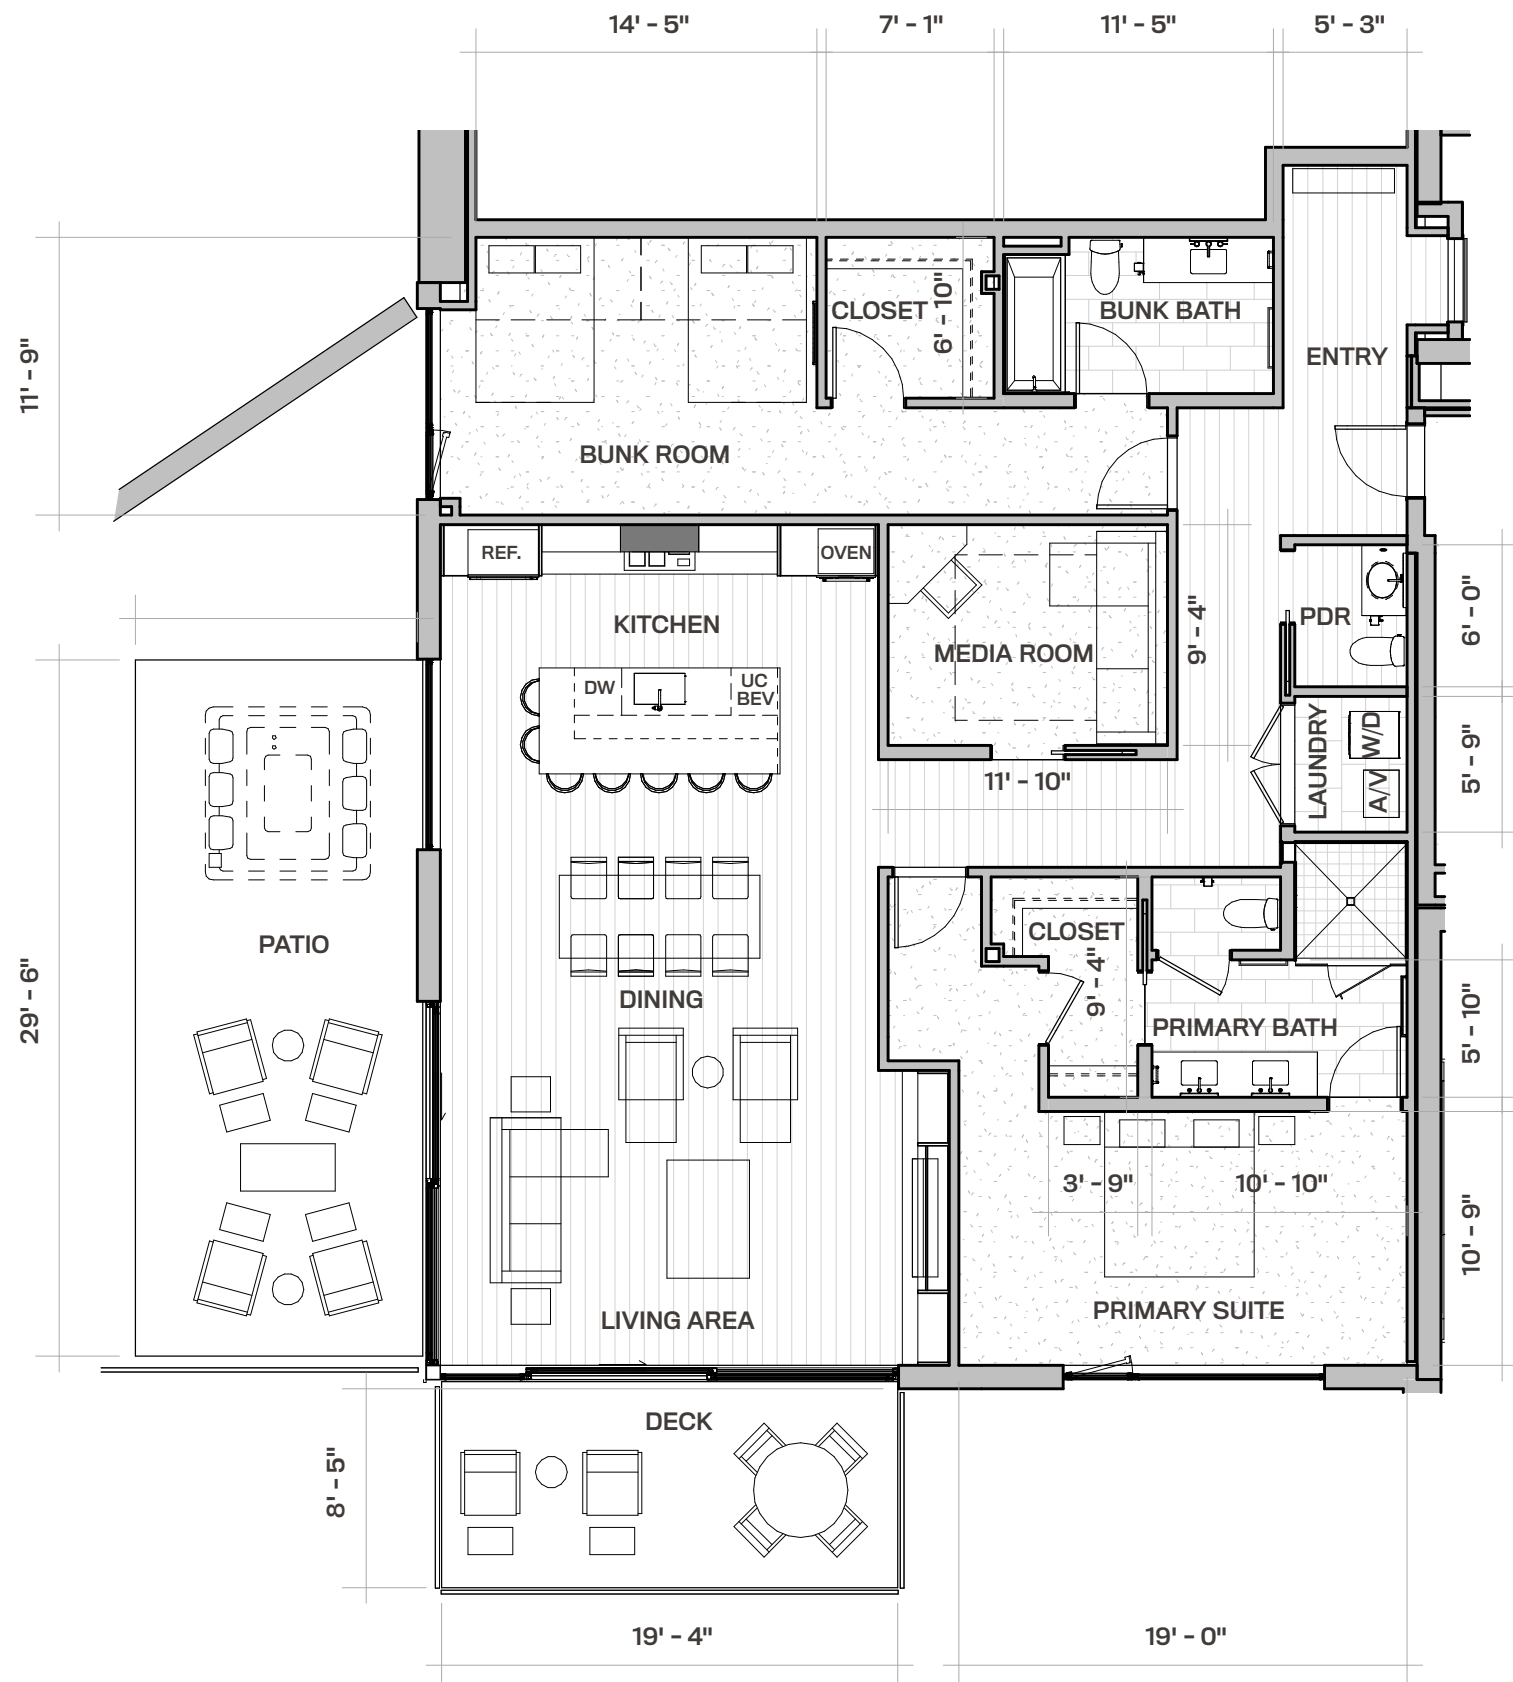 14' - 5"
7' - 1"
11' - 5"
5' - 3"
11' - 9"
CLOSET
6' - 10"
BUNK BATH
ENTRY
BUNK ROOM
REF.
OVEN
KITCHEN
MEDIA ROOM
9' - 4"
PDR
6' - 0"
DW
UC
BEV
LAUNDRY
W/D
A/V
5' - 9"
11' - 10"
PATIO
29' - 6"
DINING
CLOSET
9' - 4"
PRIMARY BATH
5' - 10"
3' - 9"
10' - 10"
10' - 9"
LIVING AREA
PRIMARY SUITE
DECK
8' - 5"
19' - 4"
19' - 0"